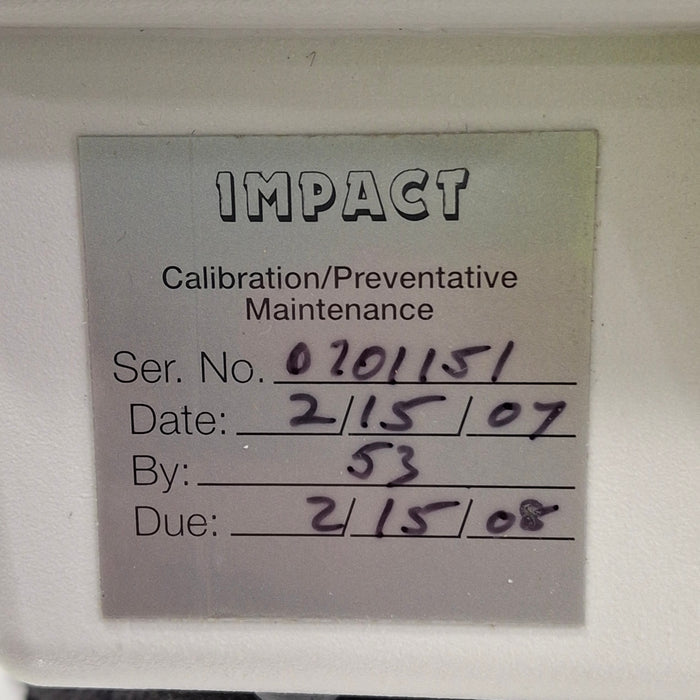 IMPACT
Calibration/Preventative
Maintenance
Ser. No. 0701151
Date: 2/15/07
By: 53
Due: 2/15/08